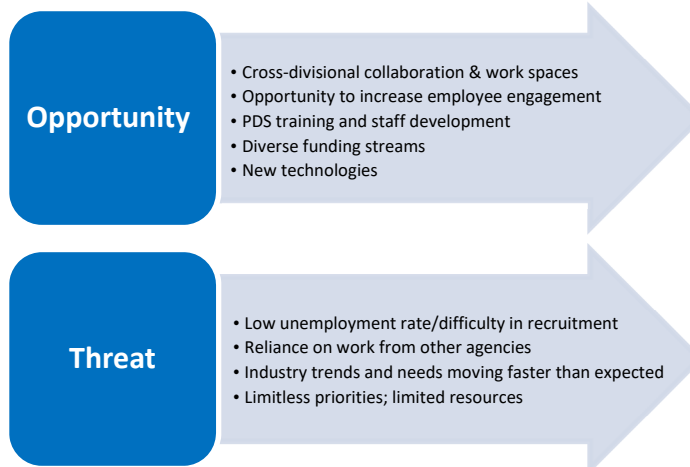 Opportunity
• Cross-divisional collaboration & work spaces
• Opportunity to increase employee engagement
• PDS training and staff development
• Diverse funding streams
• New technologies
Threat
• Low unemployment rate/difficulty in recruitment
• Reliance on work from other agencies
• Industry trends and needs moving faster than expected
• Limitless priorities; limited resources